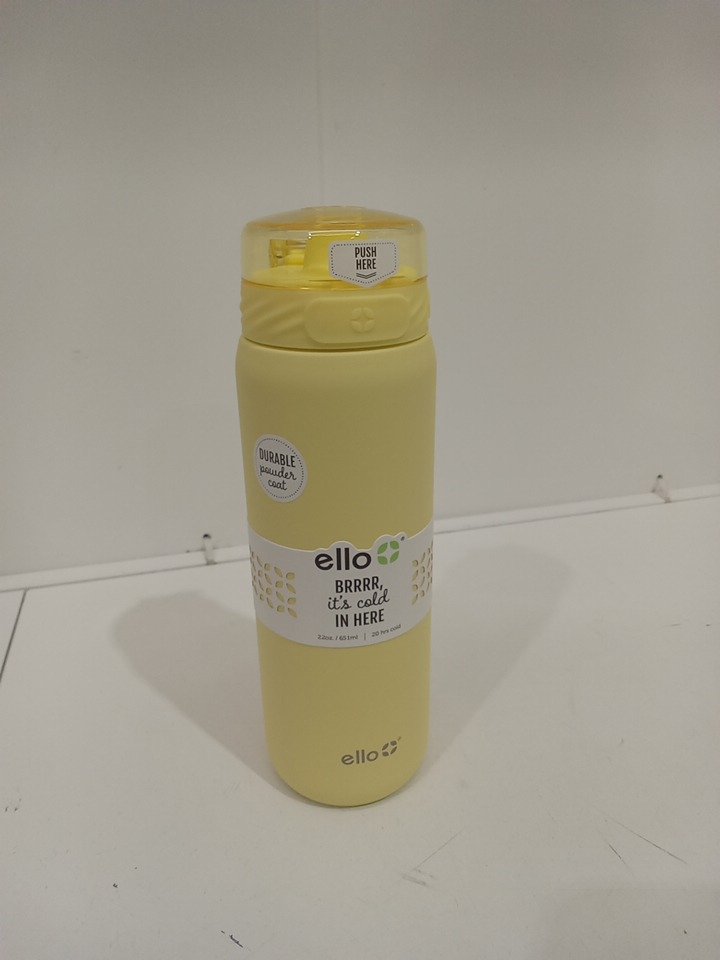 PUSH
HERE
DURABLE
powder
coat
ello
BRRRR,
it's cold
IN HERE
22oz. / 651ml | 20 hrs cold
ello